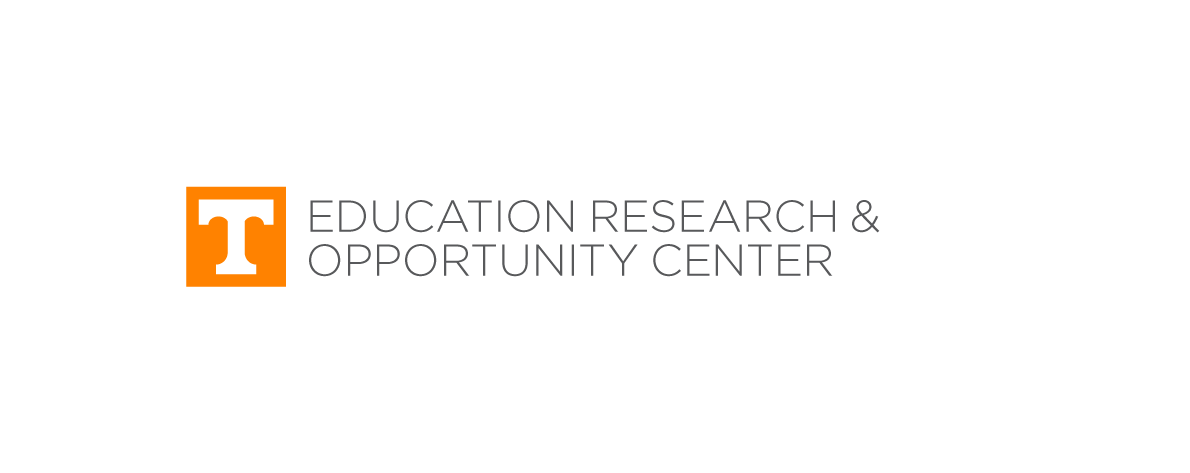 T
EDUCATION RESEARCH &
OPPORTUNITY CENTER